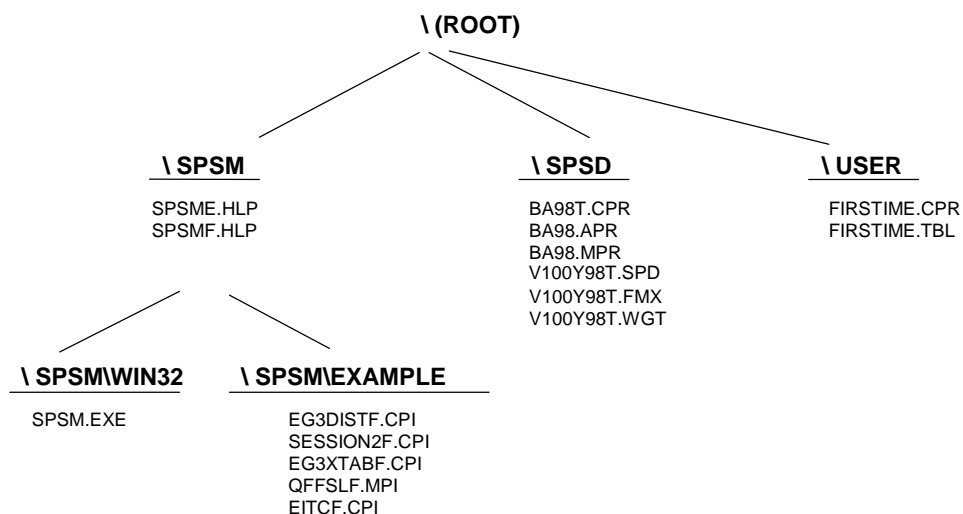 \ (ROOT)
\ SPSM
SPSME.HLP
SPSMF.HLP
\ SPSD
BA98T.CPR
BA98.APR
BA98.MPR
V100Y98T.SPD
V100Y98T.FMX
V100Y98T.WGT
\ USER
FIRSTIME.CPR
FIRSTIME.TBL
\ SPSM\WIN32
SPSM.EXE
\ SPSM\EXAMPLE
EG3DISTF.CPI
SESSION2F.CPI
EG3XTABF.CPI
QFFSLF.MPI
EITCF.CPI